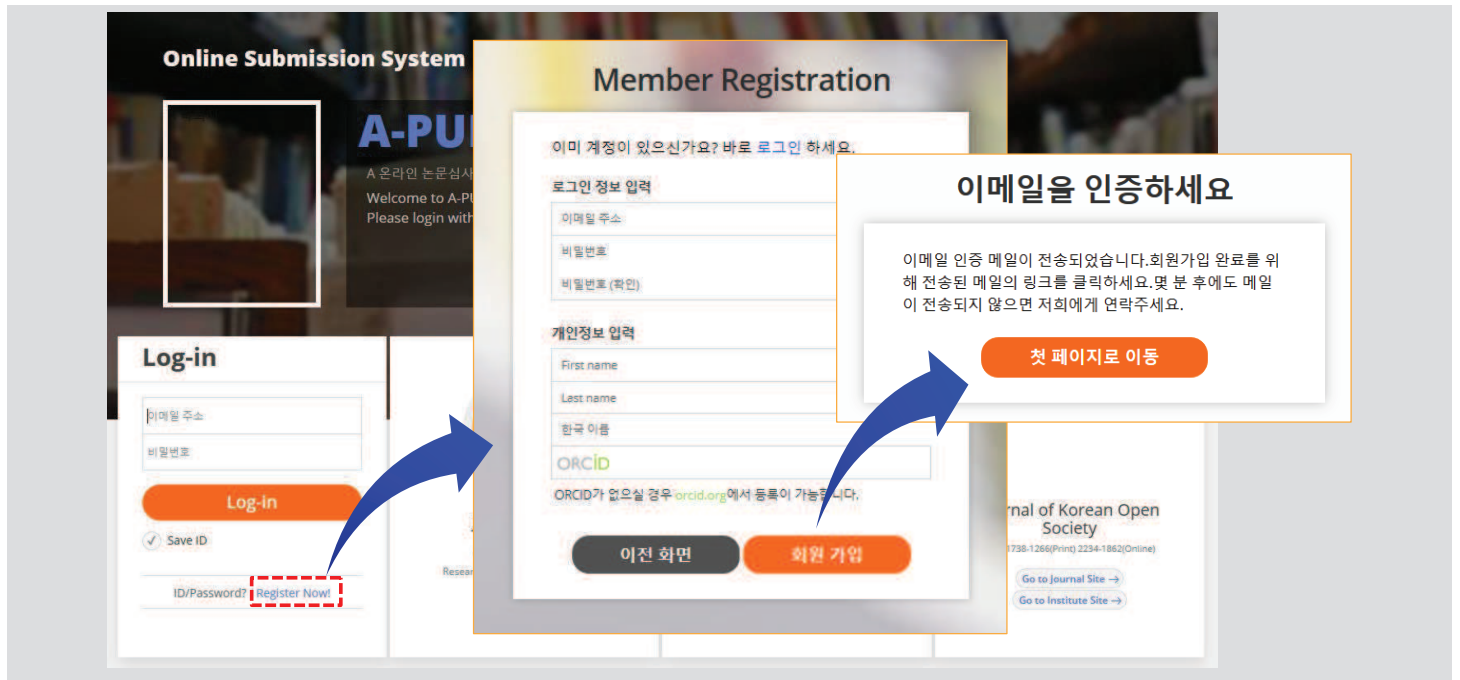 Online Submission System
A-PU
A 온라인 논문심사
Welcome to A-PU
Please login with
Log-in
이메일 주소
비밀번호
Log-in
Save ID
ID/Password? Register Now!
Resear
Member Registration
이미 계정이 있으신가요? 바로 로그인 하세요.
로그인 정보 입력
이메일 주소
비밀번호
비밀번호 (확인)
개인정보 입력
First name
Last name
한국 이름
ORCID
ORCID가 없으실 경우 orcid.org에서 등록이 가능합니다.
이전 화면
회원 가입
이메일을 인증하세요
이메일 인증 메일이 전송되었습니다.회원가입 완료를 위
해 전송된 메일의 링크를 클릭하세요.몇 분 후에도 메일
이 전송되지 않으면 저희에게 연락주세요.
첫 페이지로 이동
rnal of Korean Open
Society
1738-1266(Print) 2234-1862(Online)
Go to Journal Site →
Go to Institute Site →